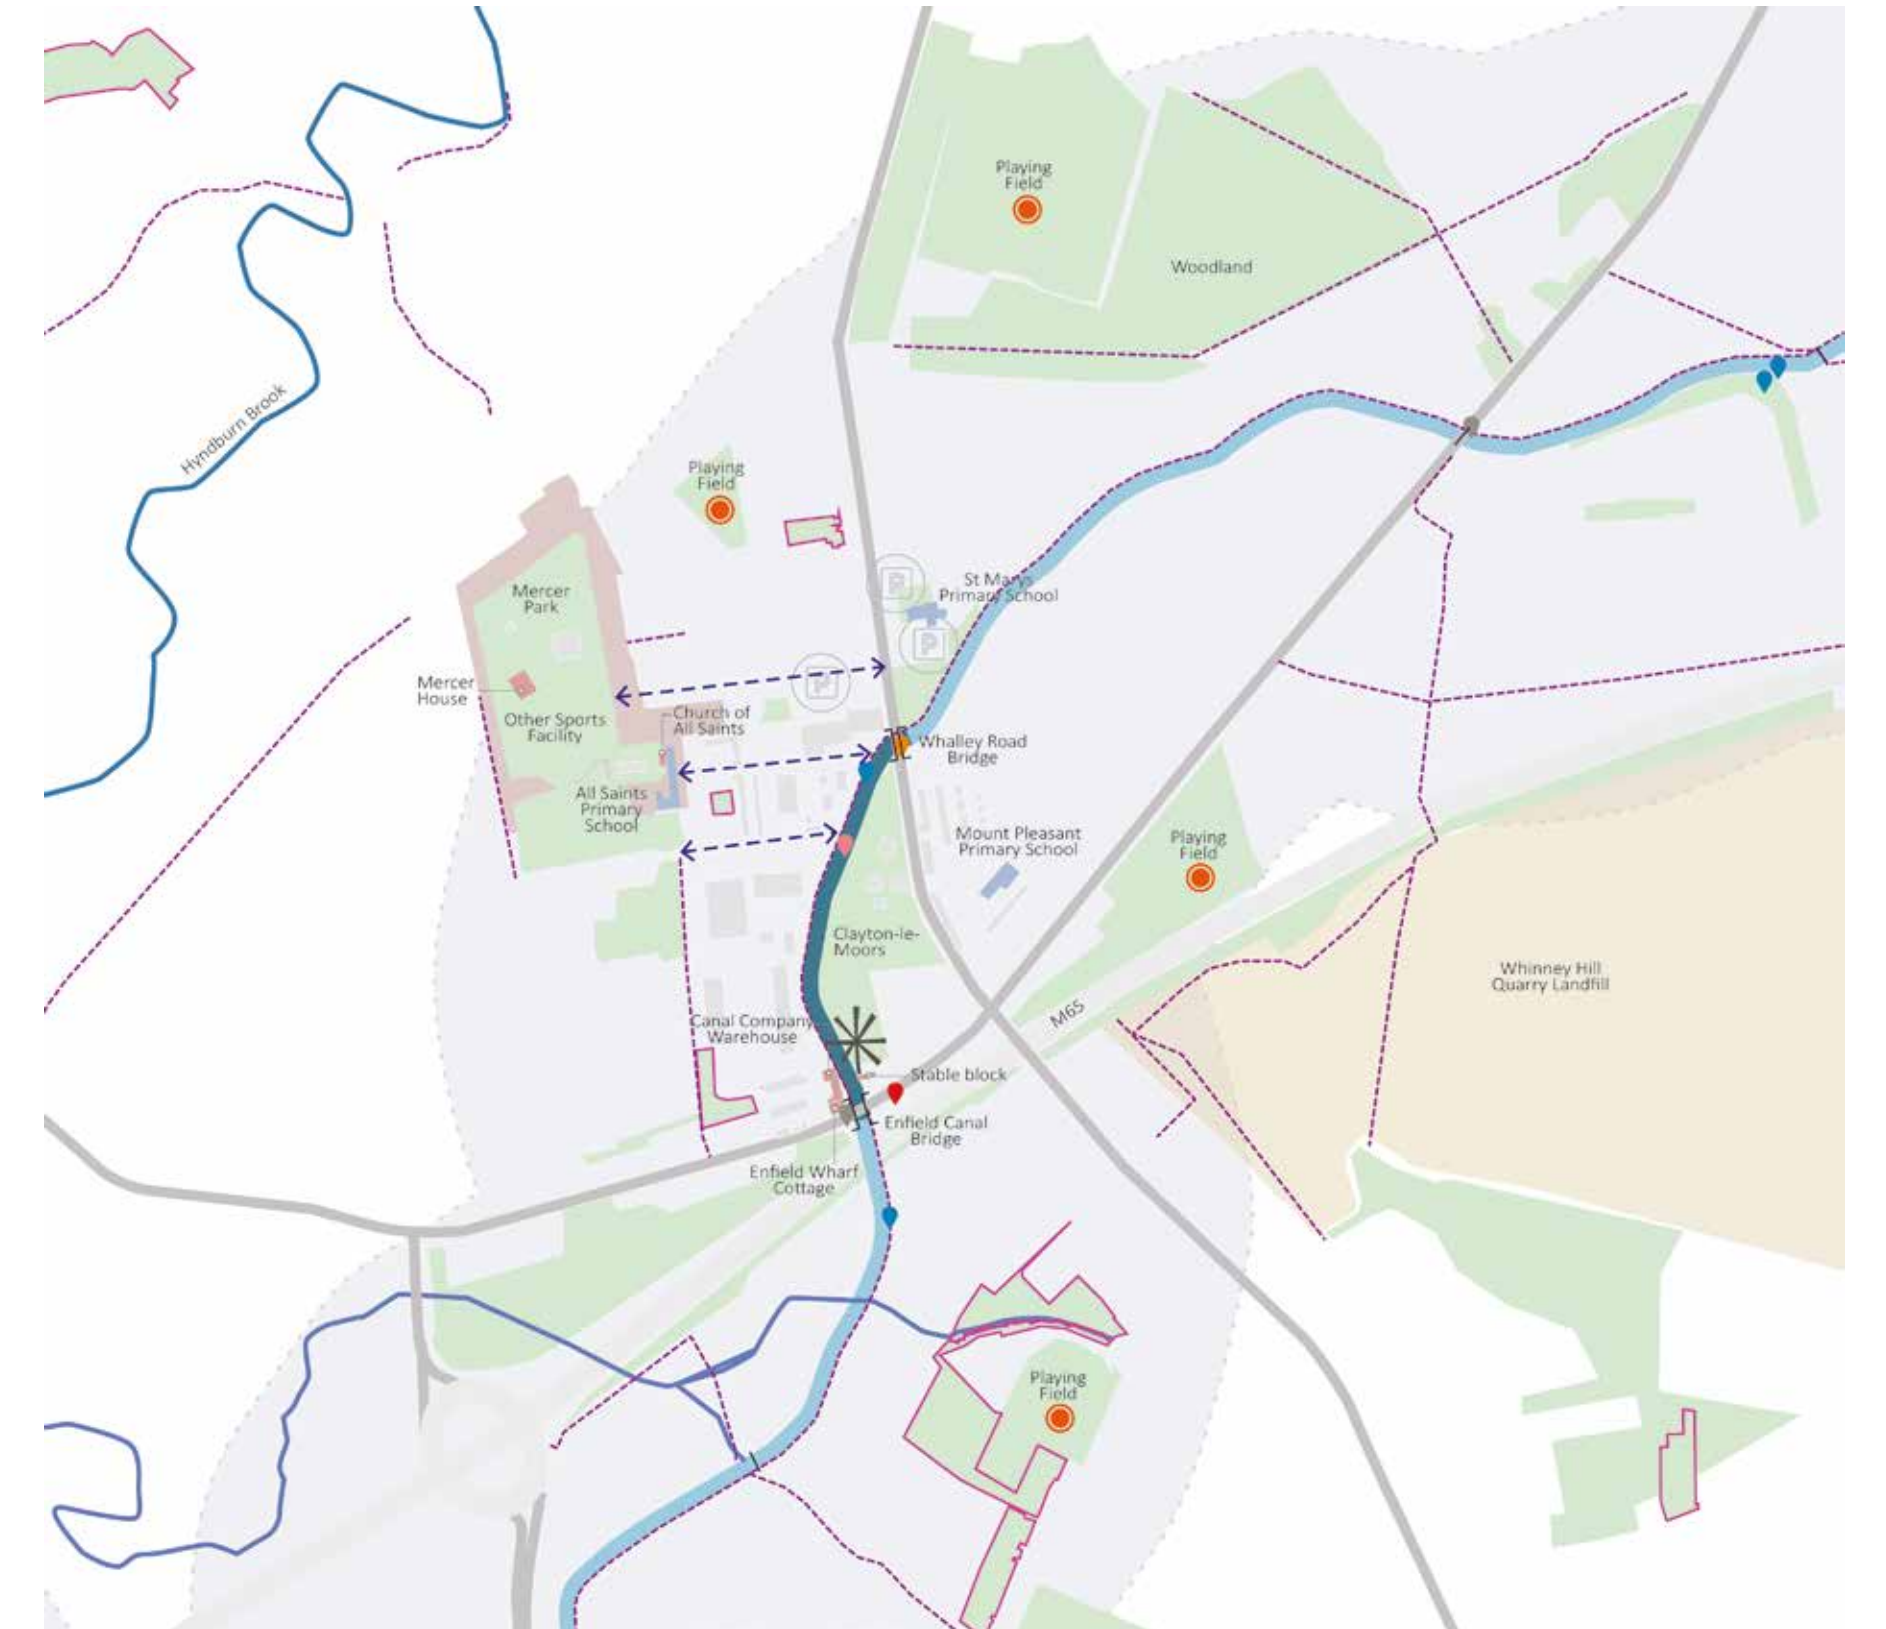 Playing
Field
Woodland
Hyndburn Brook
Playing
Field
P
St Marys
Primary School
Mercer
Park
P
Mercer
House
Other Sports
Facility
Church of
All Saints
Whalley Road
Bridge
All Saints
Primary
School
Mount Pleasant
Primary School
Playing
Field
Clayton-le-
Moors
Whinney Hill
Quarry Landfill
M65
Canal Company
Warehouse
Stable block
Enfield Canal
Bridge
Enfield Wharf
Cottage
Playing
Field